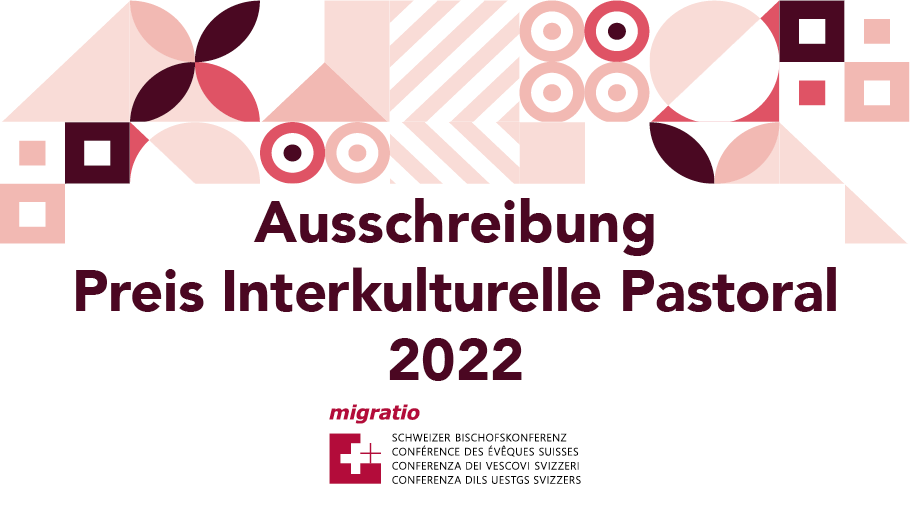 Ausschreibung
Preis Interkulturelle Pastoral
2022
migratio
SCHWEIZER BISCHOFSKONFERENZ
CONFÉRENCE DES ÉVÊQUES SUISSES
CONFERENZA DEI VESCOVI SVIZZERI
CONFERENZA DILS UESTGS SVIZZERS